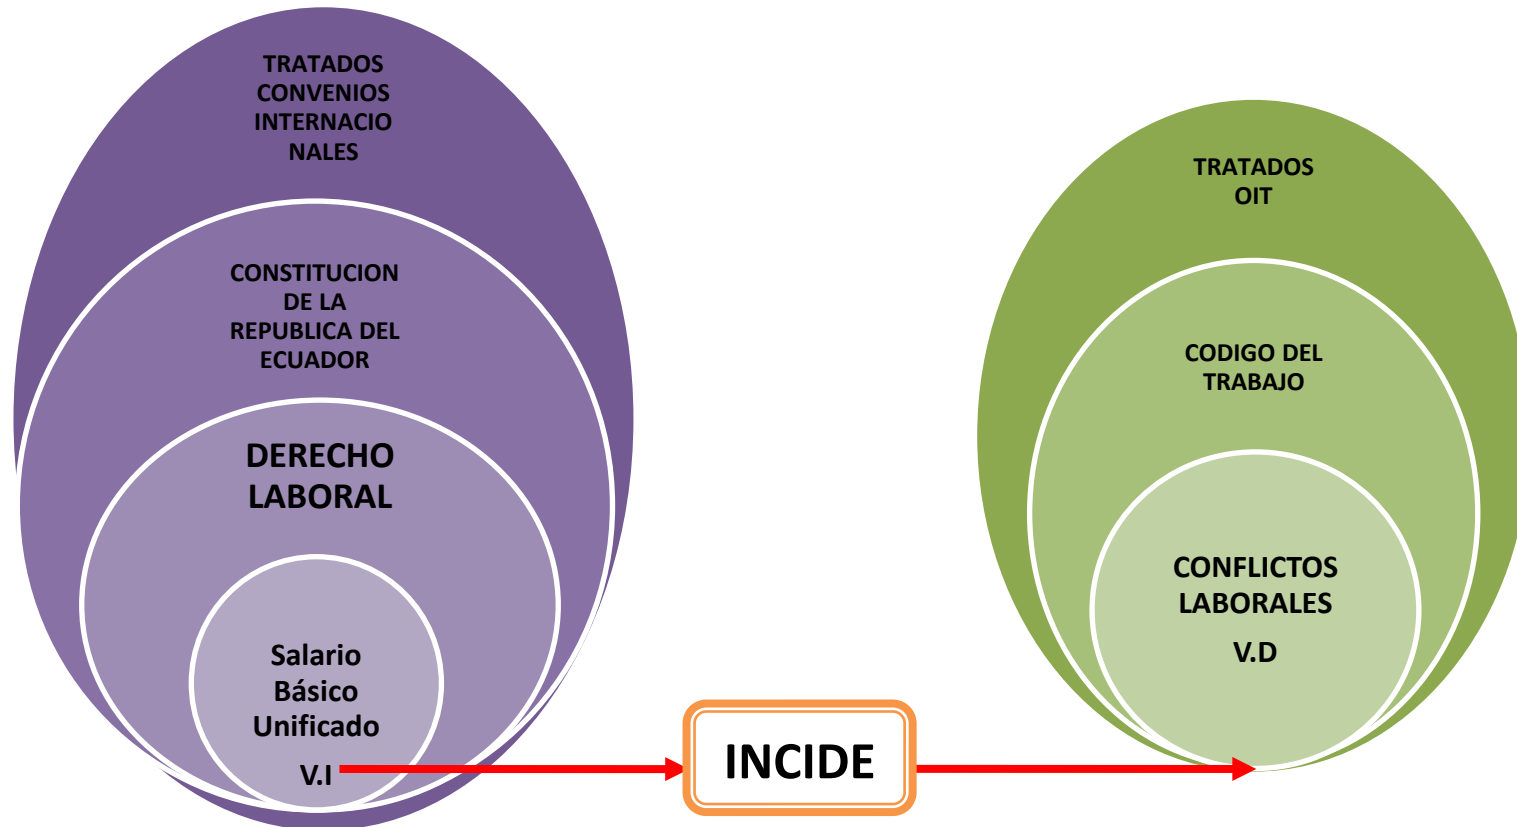 TRATADOS
CONVENIOS
INTERNACIO
NALES
CONSTITUCION
DE LA
REPUBLICA DEL
ECUADOR
DERECHO
LABORAL
Salario
Básico
Unificado
V.I
INCIDE
TRATADOS
OIT
CODIGO DEL
TRABAJO
CONFLICTOS
LABORALES
V.D